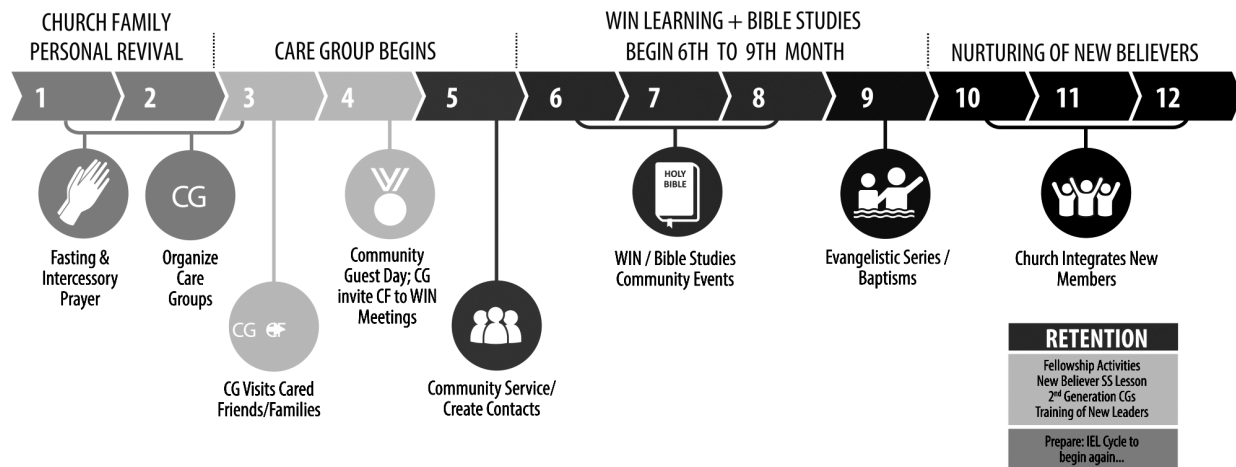 CHURCH FAMILY
PERSONAL REVIVAL
CARE GROUP BEGINS
WIN LEARNING + BIBLE STUDIES
BEGIN 6TH TO 9TH MONTH
NURTURING OF NEW BELIEVERS
1 2 3 4 5 6 7 8 9 10 11 12
Fasting &
Intercessory
Prayer
CG
Organize
Care
Groups
CG
CG Visits Cared
Friends/Families
Community
Guest Day; CG
invite CF to WIN
Meetings
Community Service/
Create Contacts
HOLY
BIBLE
WIN / Bible Studies
Community Events
Evangelistic Series /
Baptisms
Church Integrates New
Members
RETENTION
Fellowship Activities
New Believer SS Lesson
2nd Generation CGs
Training of New Leaders
Prepare: IEL Cycle to
begin again...